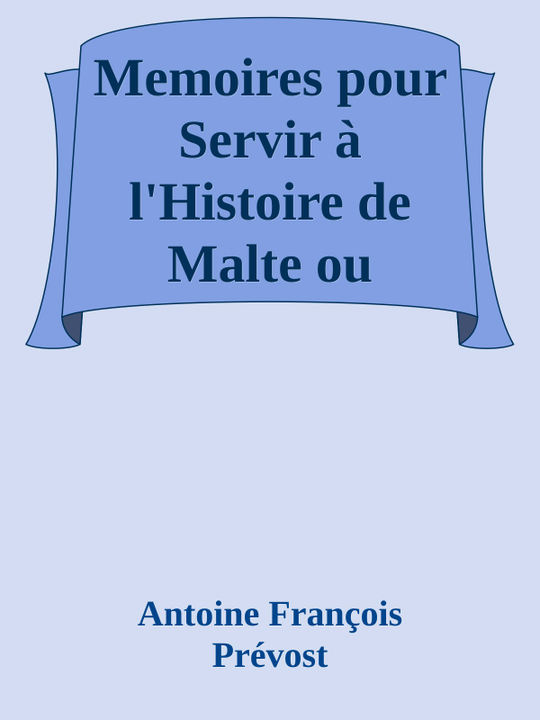 Memoires pour
Servir à
l'Histoire de
Malte ou
Antoine François
Prévost